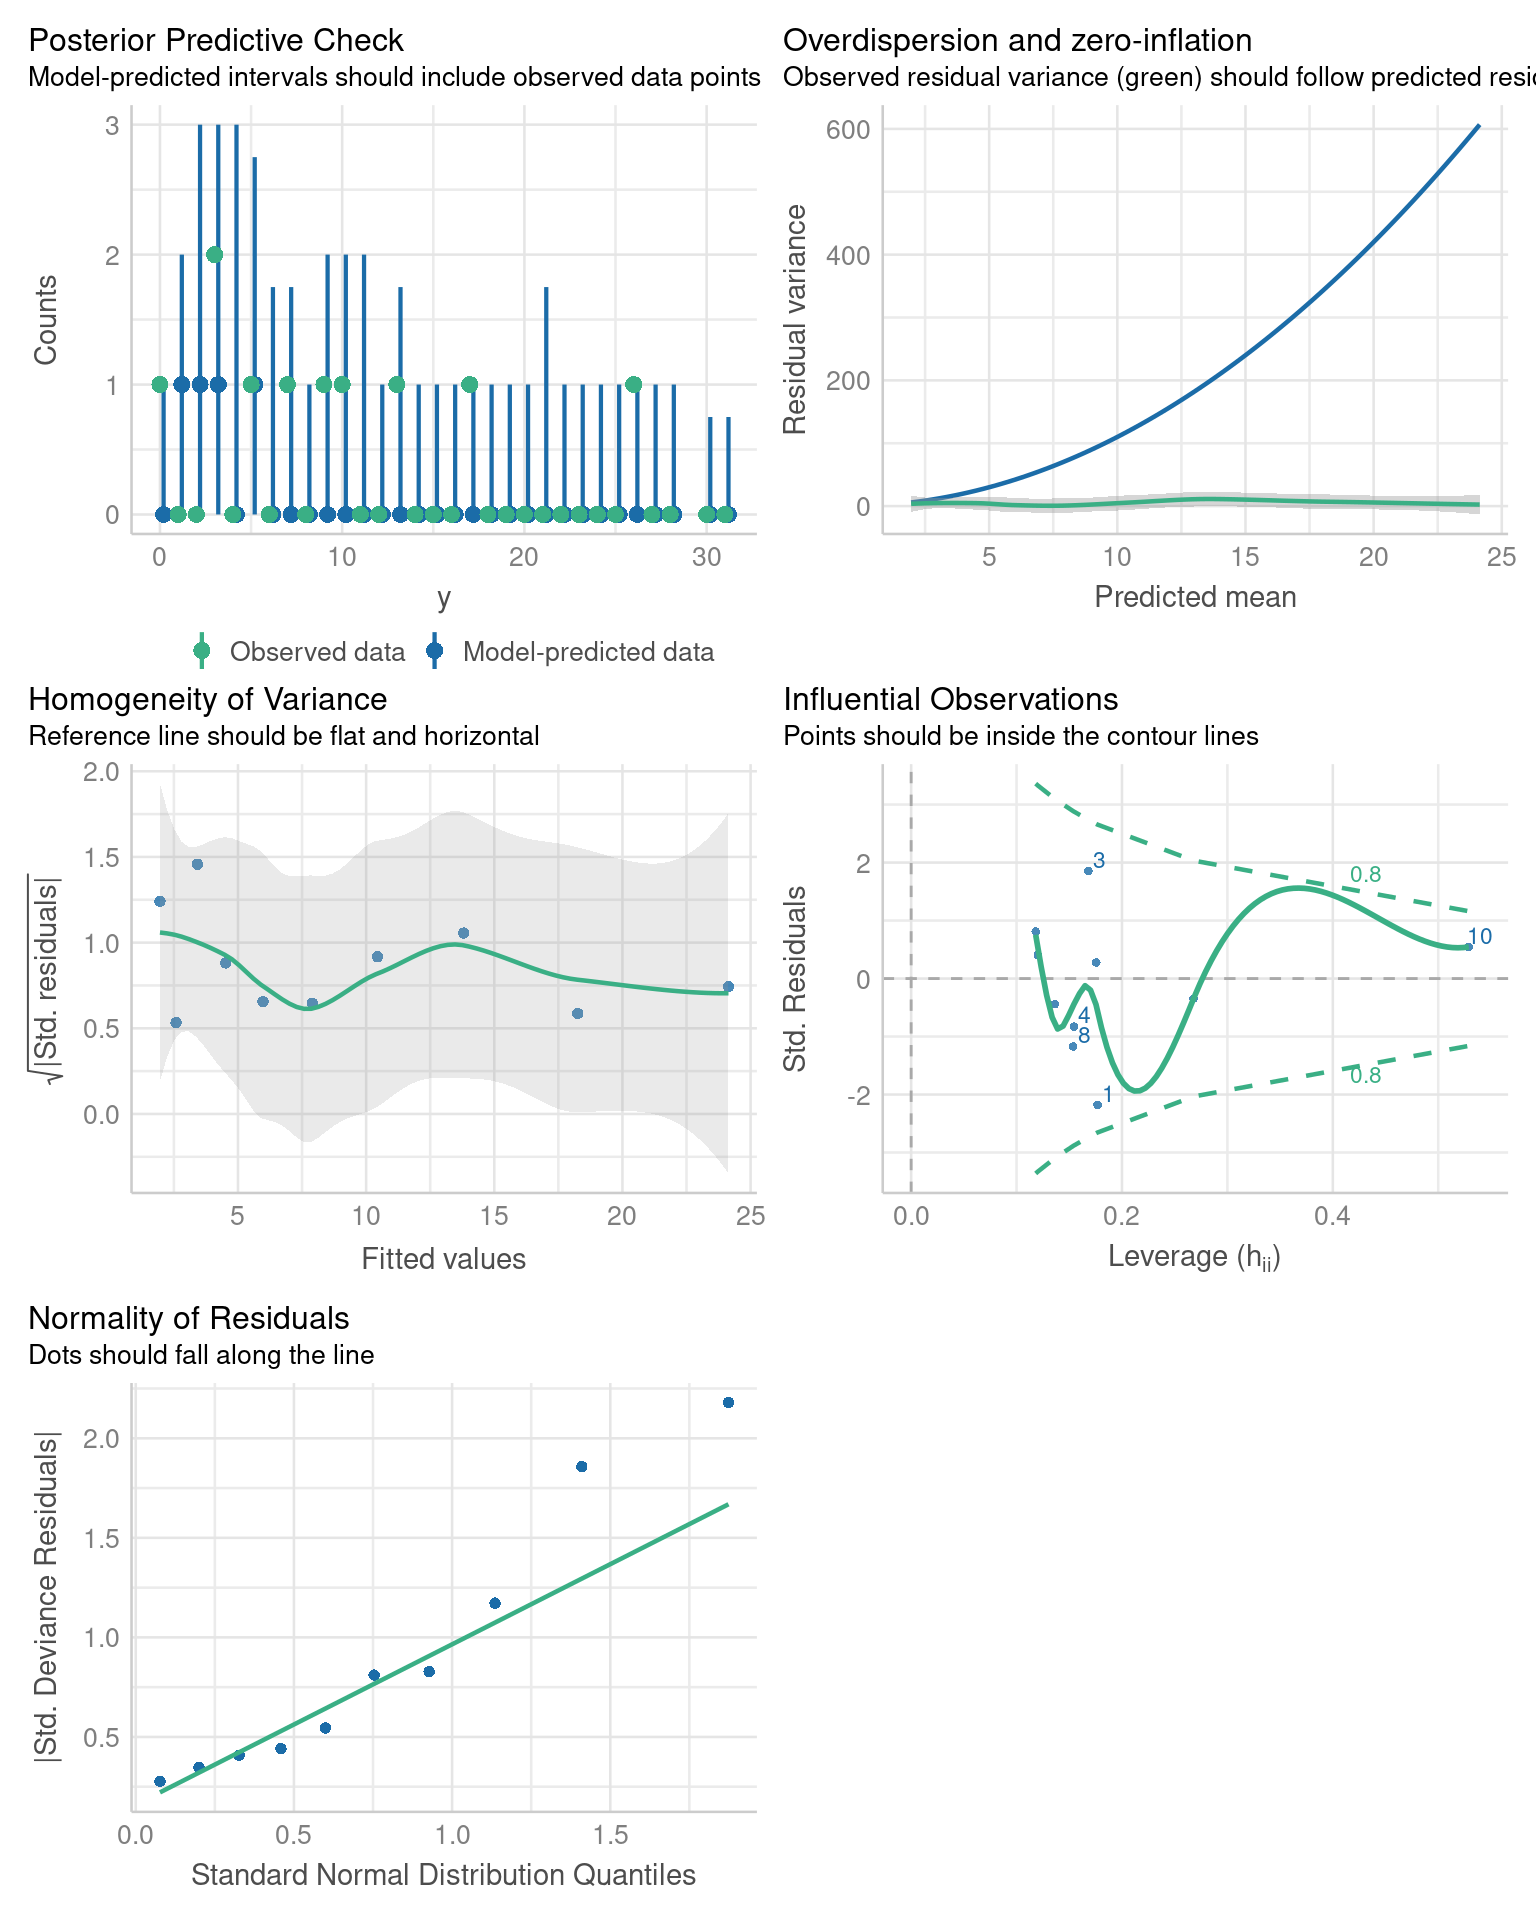 Posterior Predictive Check
Model-predicted intervals should include observed data points
3
2
1
0
Counts
0
10
20
30
y
Observed data
Model-predicted data
Overdispersion and zero-inflation
Observed residual variance (green) should follow predicted resid
600
400
200
0
Residual variance
5
10
15
20
25
Predicted mean
Homogeneity of Variance
Reference line should be flat and horizontal
2.0
1.5
1.0
0.5
0.0
√|Std. residuals|
5
10
15
20
25
Fitted values
Influential Observations
Points should be inside the contour lines
2
0
-2
Std. Residuals
3
0.8
10
4
8
0.8
1
0.0
0.2
0.4
Leverage (hii)
Normality of Residuals
Dots should fall along the line
2.0
1.5
1.0
0.5
|Std. Deviance Residuals|
0.0
0.5
1.0
1.5
Standard Normal Distribution Quantiles